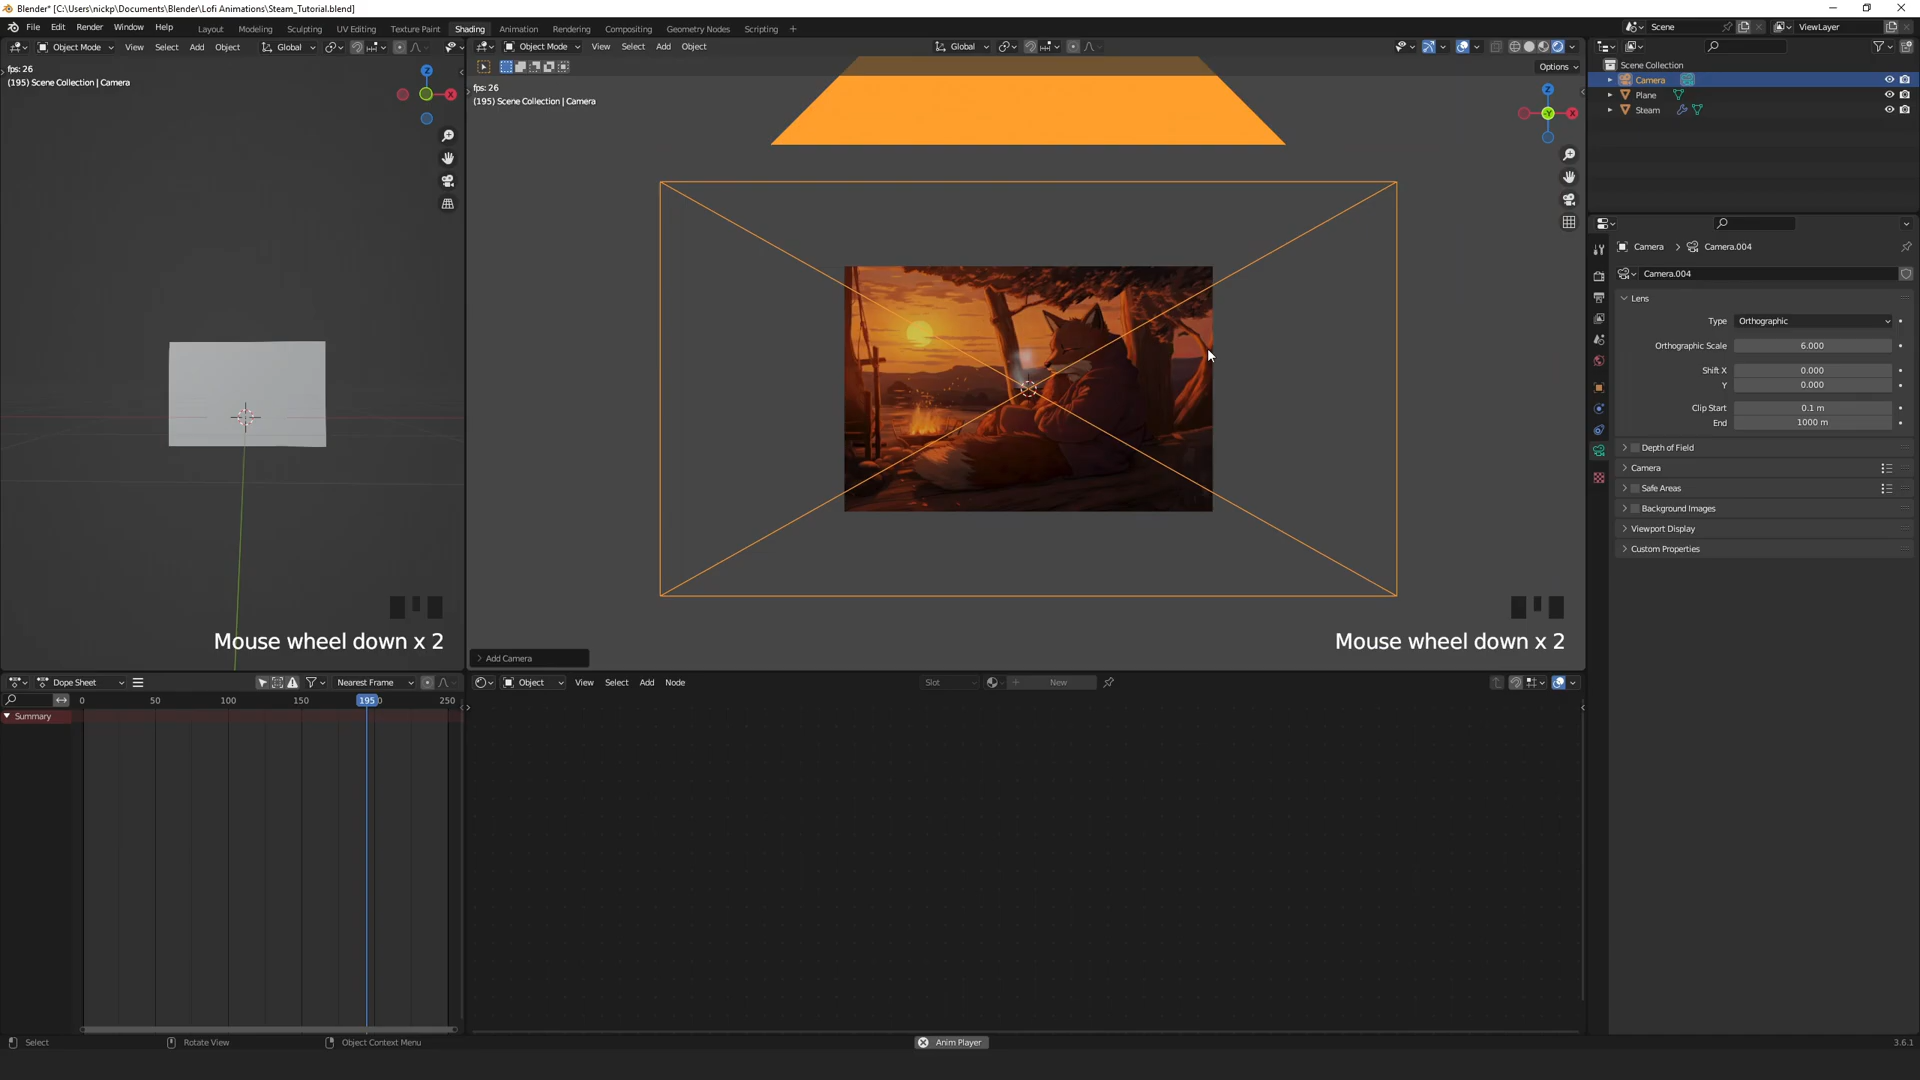 Blender* [C:\Users\nickp\Documents\Blender\Lofi Animations\Steam_Tutorial.blend]
File Edit Render Window Help Layout Modeling Sculpting UV Editing Texture Paint Shading Animation Rendering Compositing Geometry Nodes Scripting + Scene ViewLayer
Object Mode View Select Add Object Global Object Mode View Select Add Object Global
Options
fps: 26
(195) Scene Collection | Camera
fps: 26
(195) Scene Collection | Camera
Z
X
Z
-Y
X
Scene Collection
Camera
Plane
Steam
Camera > Camera.004
Camera.004
Lens
Type Orthographic
Orthographic Scale 6.000
Shift X 0.000
Y 0.000
Clip Start 0.1 m
End 1000 m
Depth of Field
Camera
Safe Areas
Background Images
Viewport Display
Custom Properties
Mouse wheel down x 2
Mouse wheel down x 2
Add Camera
Dope Sheet Nearest Frame Object View Select Add Node Slot New
0 50 100 150 195 0 250
Summary
Select Rotate View Object Context Menu Anim Player 3.6.1